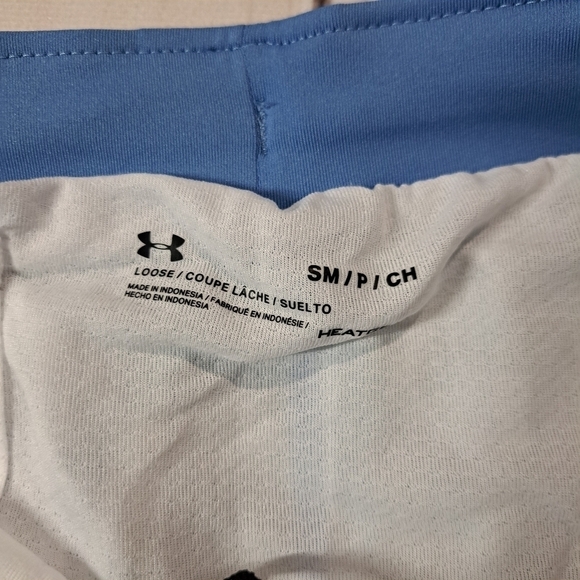 SM / P / CH
LOOSE / COUPE LÂCHE / SUELTO
MADE IN INDONESIA / FABRIQUÉ EN INDONÉSIE /
HECHO EN INDONESIA